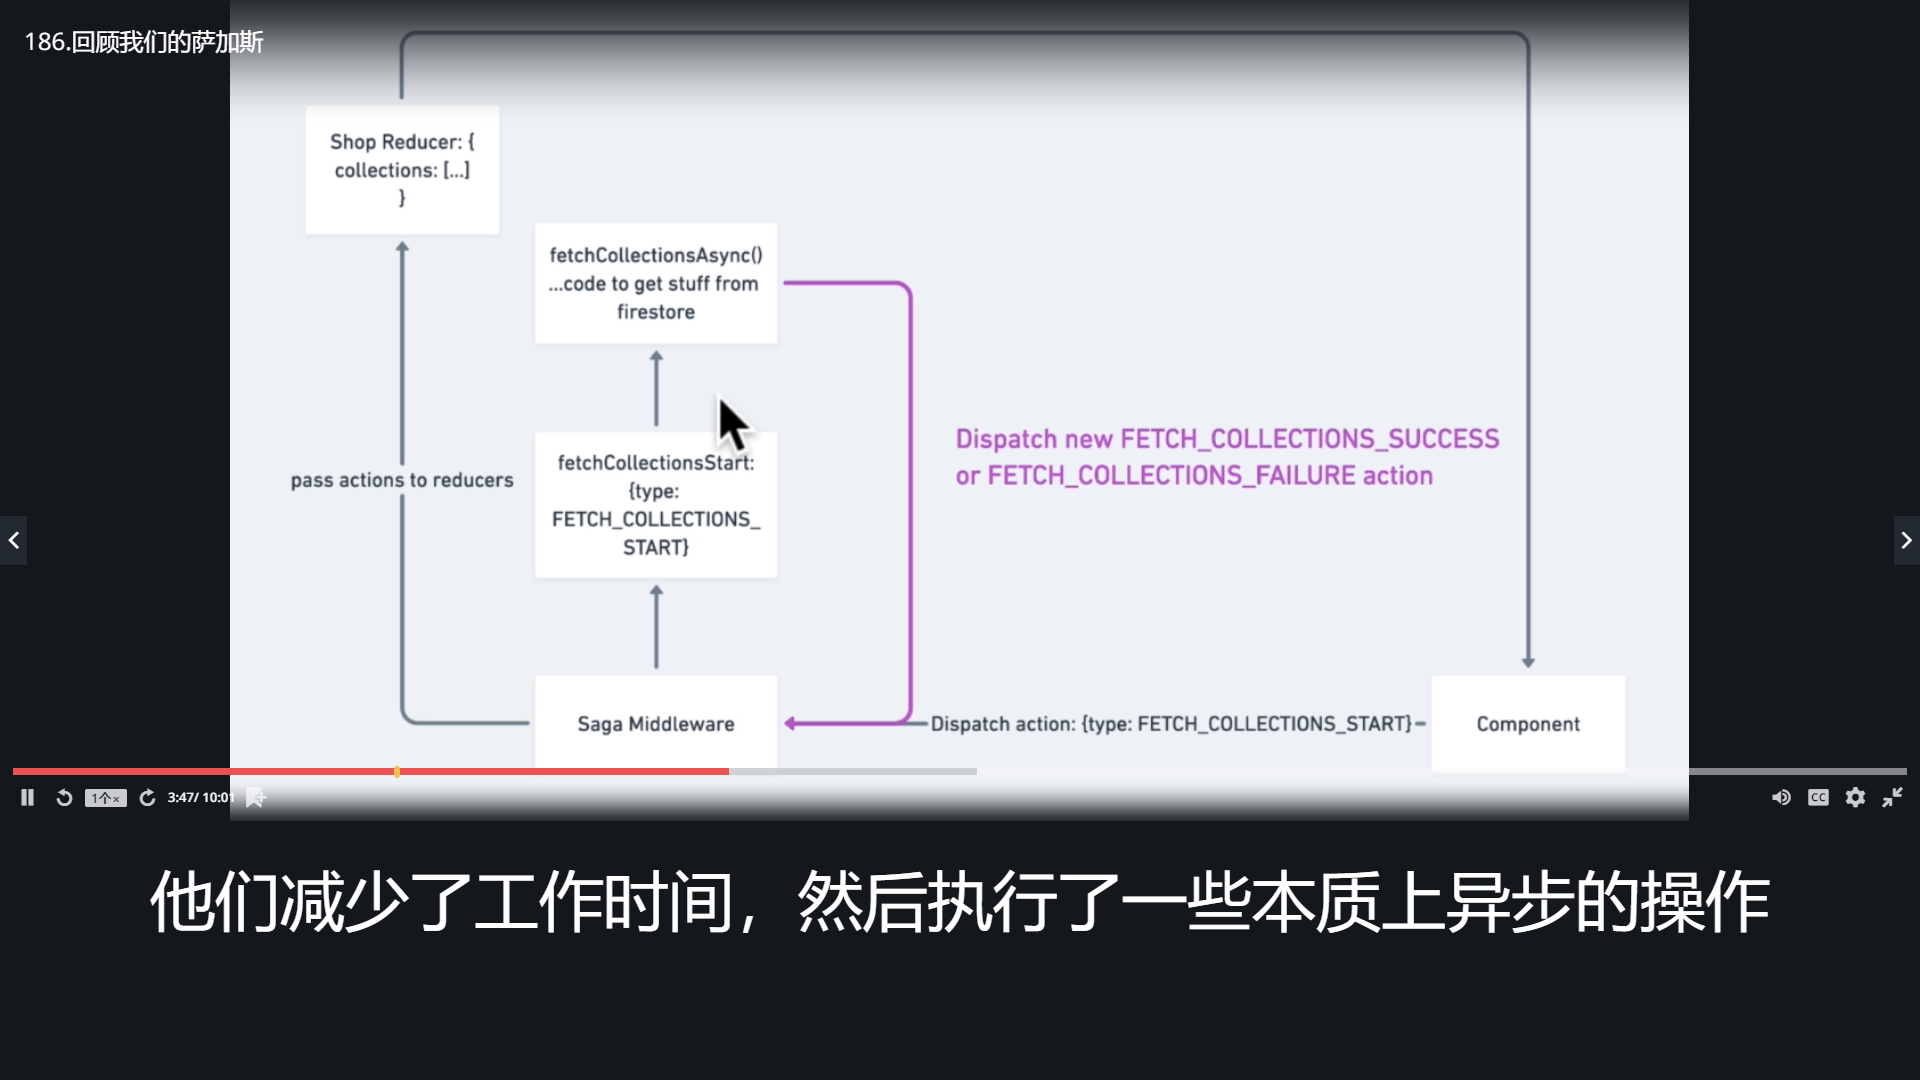 186.回顾我们的萨加斯
Shop Reducer: {
collections: [...]
}
fetchCollectionsAsync()
...code to get stuff from
firestore
Dispatch new FETCH_COLLECTIONS_SUCCESS
or FETCH_COLLECTIONS_FAILURE action
pass actions to reducers
fetchCollectionsStart:
{type:
FETCH_COLLECTIONS_
START}
Saga Middleware
Dispatch action: {type: FETCH_COLLECTIONS_START}
Component
1个×
3:47/ 10:01
CC
他们减少了工作时间，然后执行了一些本质上异步的操作